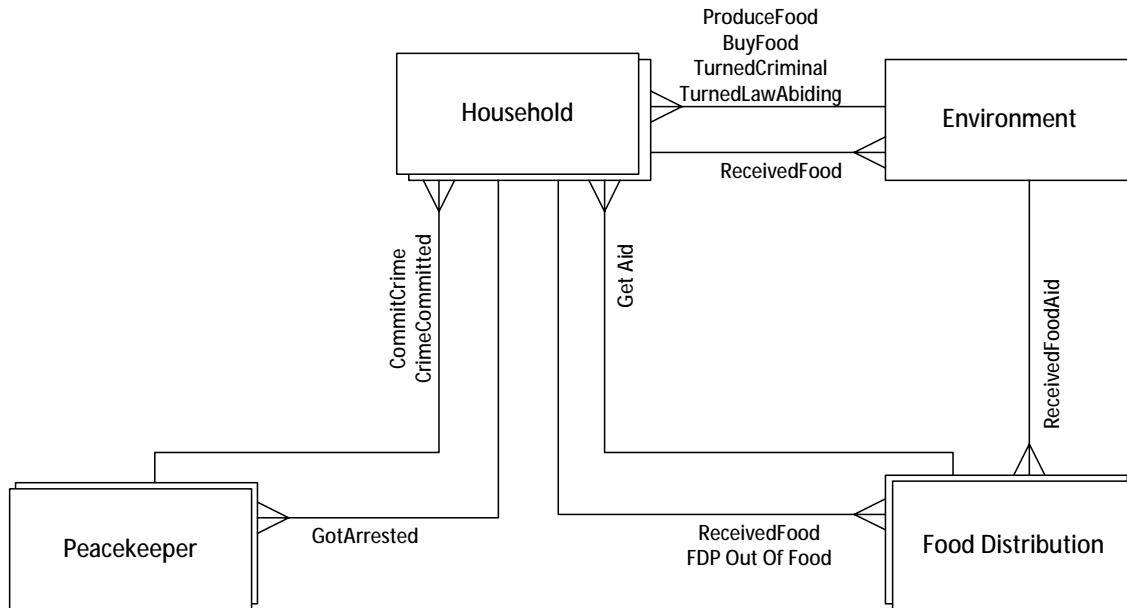 ProduceFood
BuyFood
TurnedCriminal
TurnedLawAbiding
Household
Environment
ReceivedFood
CommitCrime
CrimeCommitted
Get Aid
ReceivedFoodAid
GotArrested
Peacekeeper
ReceivedFood
FDP Out Of Food
Food Distribution